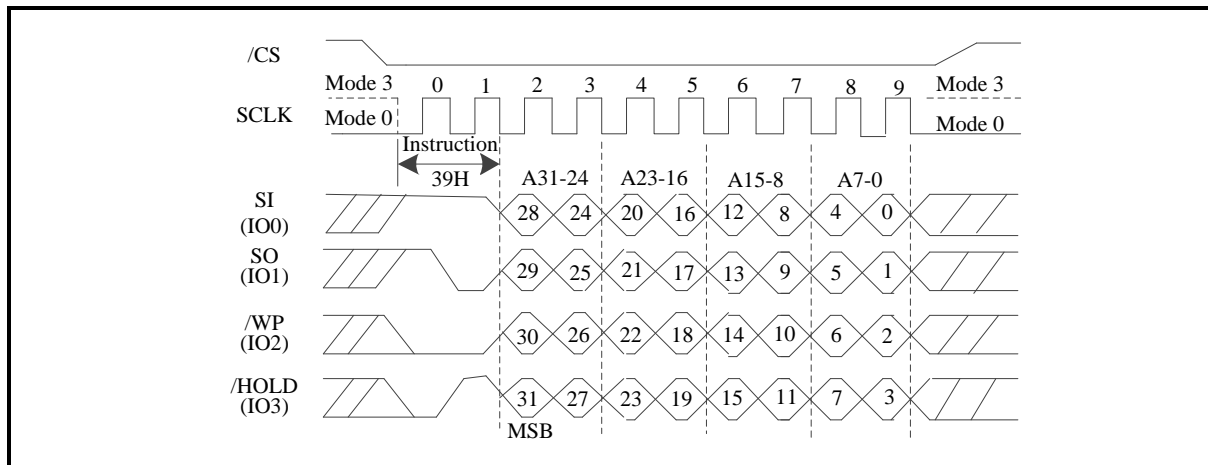 /CS
Mode 3 0 1 2 3 4 5 6 7 8 9 Mode 3
SCLK
Mode 0 Mode 0
Instruction
39H A31-24 A23-16 A15-8 A7-0
SI
(IO0) 28 24 20 16 12 8 4 0
SO
(IO1) 29 25 21 17 13 9 5 1
/WP
(IO2) 30 26 22 18 14 10 6 2
/HOLD
(IO3) 31 27 23 19 15 11 7 3
MSB